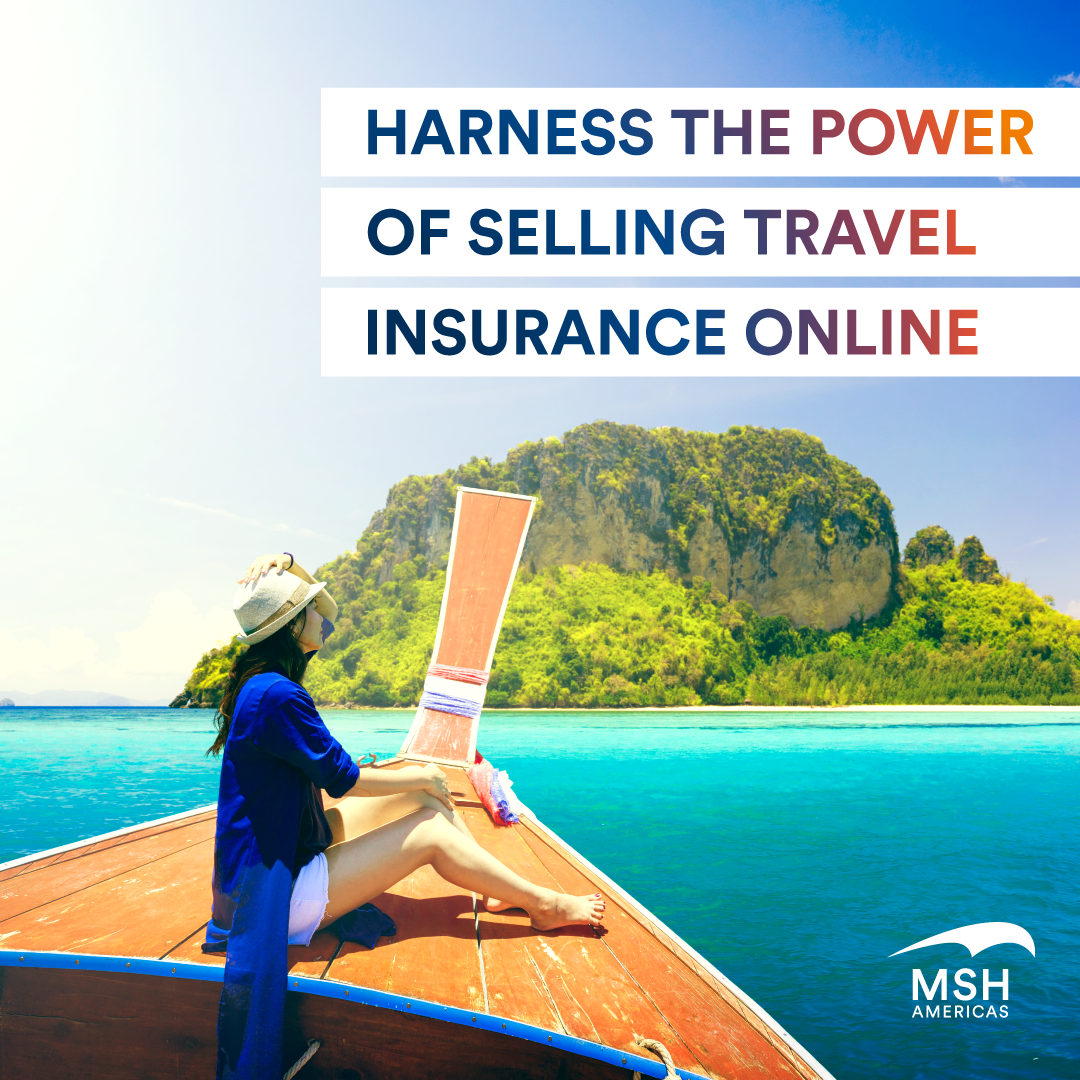 HARNESS THE POWER
OF SELLING TRAVEL
INSURANCE ONLINE
MSH
AMERICAS